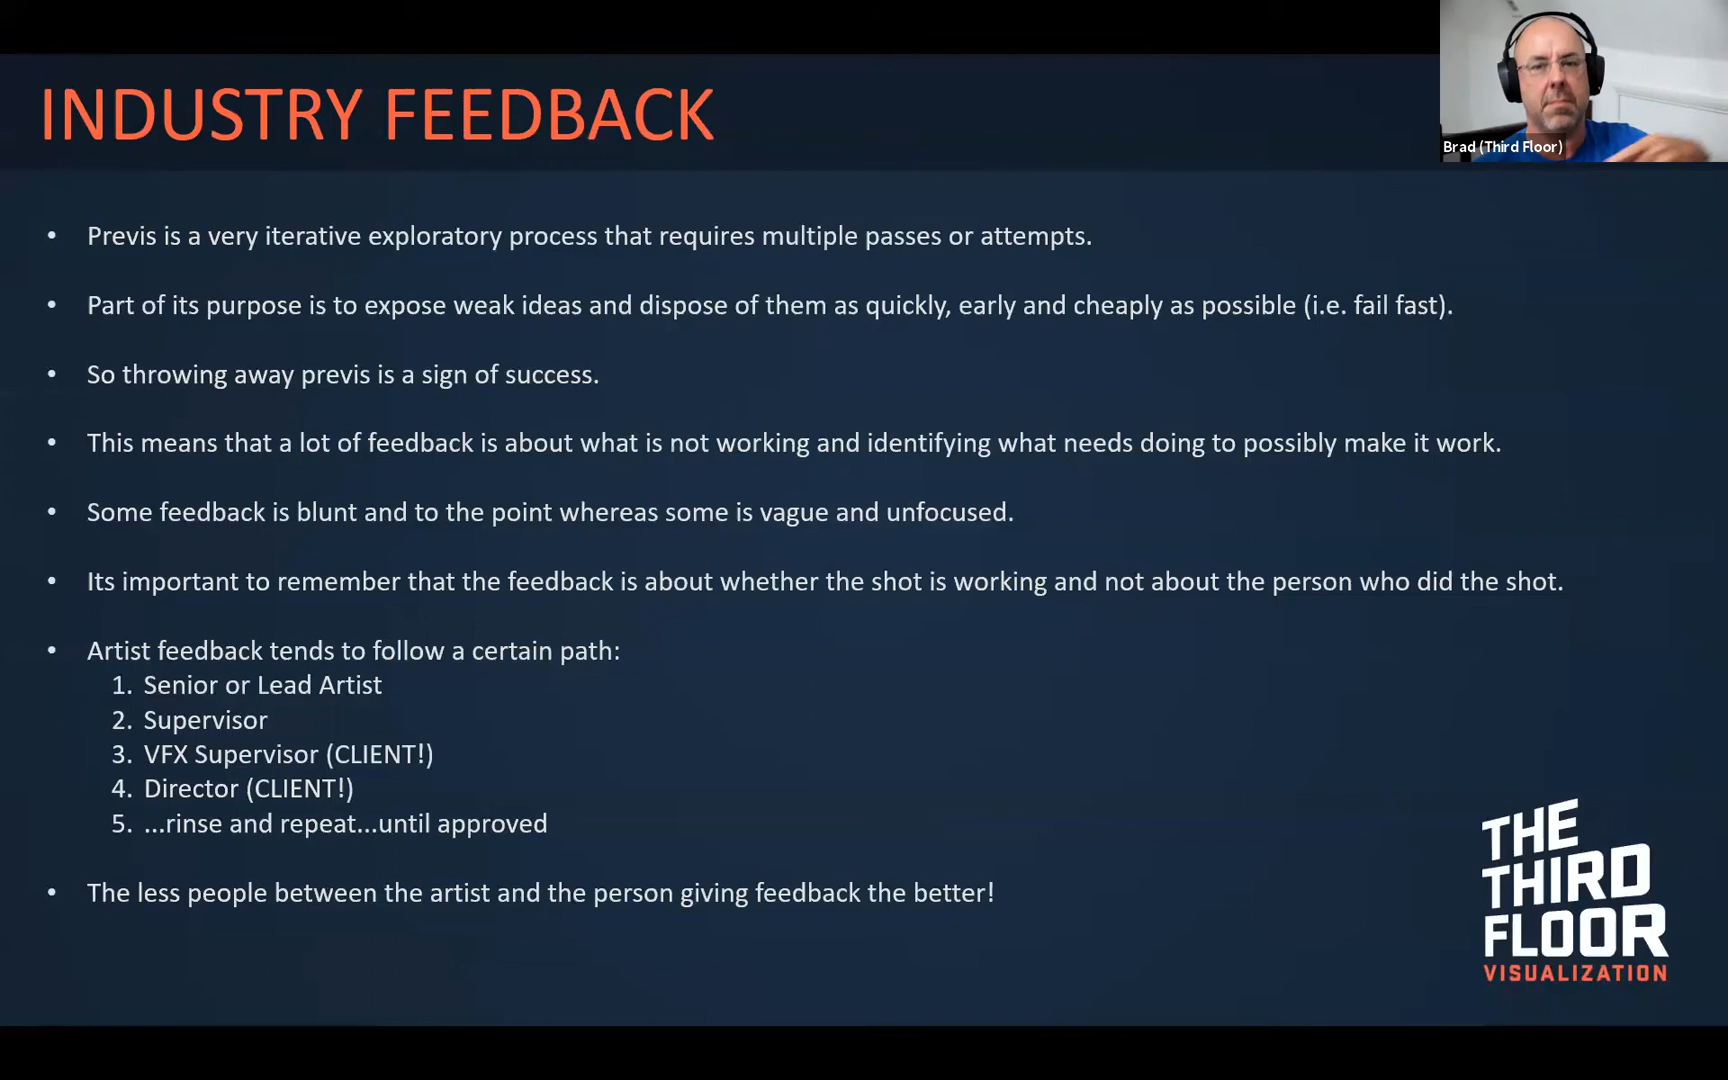 INDUSTRY FEEDBACK
Brad (Third Floor)
• Previs is a very iterative exploratory process that requires multiple passes or attempts.
• Part of its purpose is to expose weak ideas and dispose of them as quickly, early and cheaply as possible (i.e. fail fast).
• So throwing away previs is a sign of success.
• This means that a lot of feedback is about what is not working and identifying what needs doing to possibly make it work.
• Some feedback is blunt and to the point whereas some is vague and unfocused.
• Its important to remember that the feedback is about whether the shot is working and not about the person who did the shot.
• Artist feedback tends to follow a certain path:
1. Senior or Lead Artist
2. Supervisor
3. VFX Supervisor (CLIENT!)
4. Director (CLIENT!)
5. ...rinse and repeat...until approved
• The less people between the artist and the person giving feedback the better!
THE
THIRD
FLOOR
VISUALIZATION